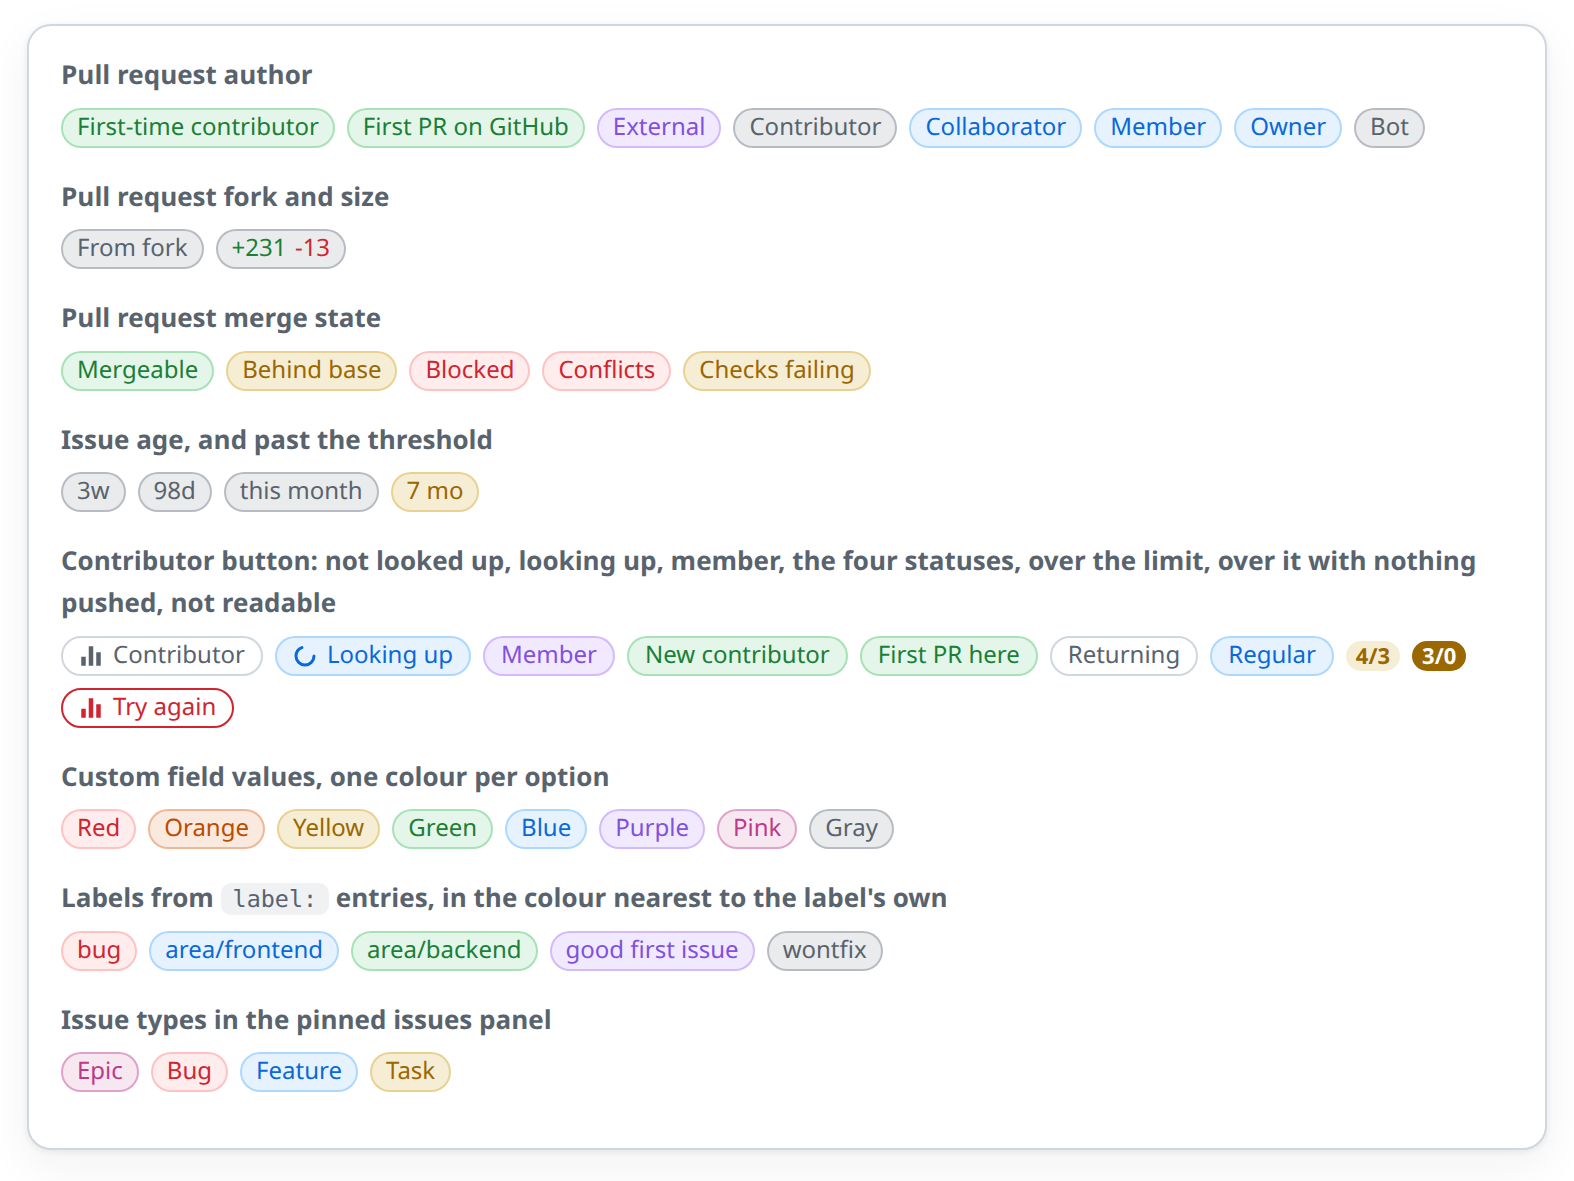 Pull request author
First-time contributor First PR on GitHub External Contributor Collaborator Member Owner Bot
Pull request fork and size
From fork +231 -13
Pull request merge state
Mergeable Behind base Blocked Conflicts Checks failing
Issue age, and past the threshold
3w 98d this month 7 mo
Contributor button: not looked up, looking up, member, the four statuses, over the limit, over it with nothing
pushed, not readable
Contributor Looking up Member New contributor First PR here Returning Regular 4/3 3/0
Try again
Custom field values, one colour per option
Red Orange Yellow Green Blue Purple Pink Gray
Labels from label: entries, in the colour nearest to the label's own
bug area/frontend area/backend good first issue wontfix
Issue types in the pinned issues panel
Epic Bug Feature Task